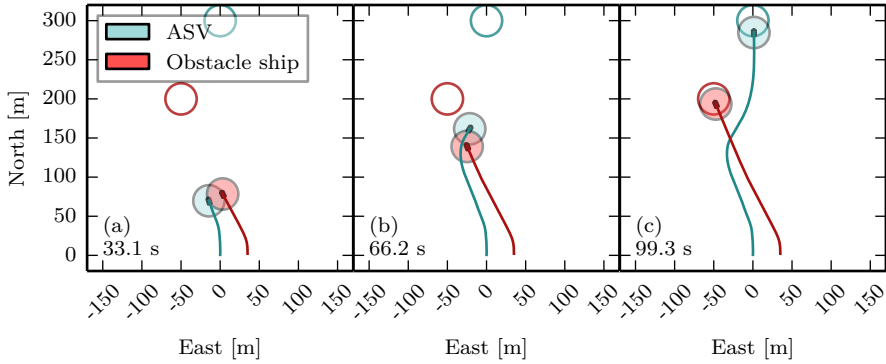 300
250
200
150
100
50
0
North [m]
ASV
Obstacle ship
(a)
33.1 s
(b)
66.2 s
(c)
99.3 s
-150 -100 -50 0 50 100 150
-150 -100 -50 0 50 100 150
-150 -100 -50 0 50 100 150
East [m]
East [m]
East [m]